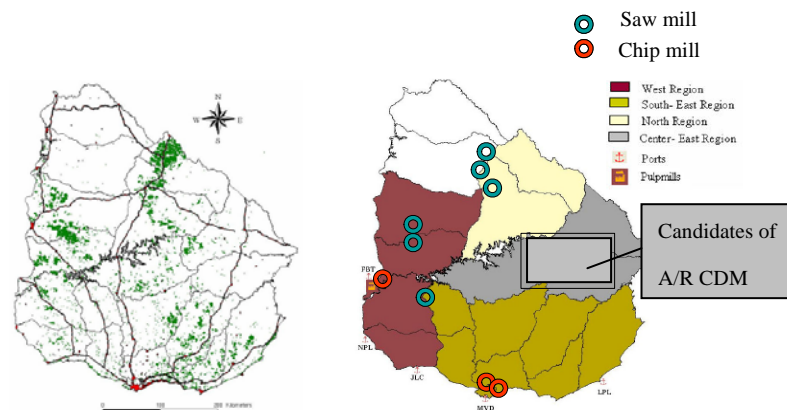 Saw mill
Chip mill
N
W
E
S
West Region
South- East Region
North Region
Center- East Region
Ports
Pulpmills
Candidates of
A/R CDM
PBT
NPL
JLC
MVD
LPL
0 100 200 Kilometers